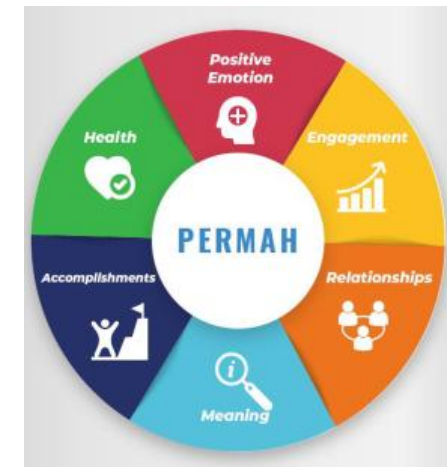 Positive
Emotion
Engagement
Relationships
Meaning
Accomplishments
Health
PERMAH
i